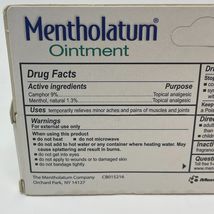 Mentholatum®
Ointment
Drug Facts
Active ingredients Purpose
Camphor 9% Topical analgesic
Menthol, natural 1.3% Topical analgesic
Uses temporarily relieves minor aches and pains of muscles and joints
Warnings
For external use only
When using this product
• do not heat • do not microwave
• do not add to hot water or any container where heating water. May
cause splattering and result in burns.
• do not get into eyes
• do not apply to wounds or to damaged skin
• do not bandage tightly
The Mentholatum Company CB015216
Orchard Park, NY 14127